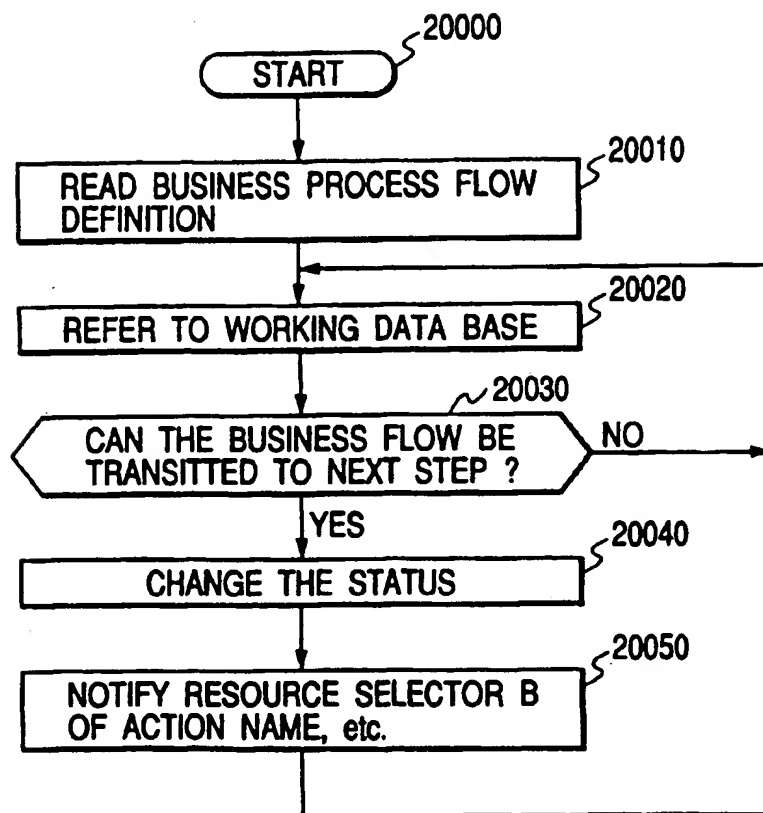 20000
START
20010
READ BUSINESS PROCESS FLOW
DEFINITION
20020
REFER TO WORKING DATA BASE
20030
CAN THE BUSINESS FLOW BE
TRANSITTED TO NEXT STEP ?
NO
YES
20040
CHANGE THE STATUS
20050
NOTIFY RESOURCE SELECTOR B
OF ACTION NAME, etc.